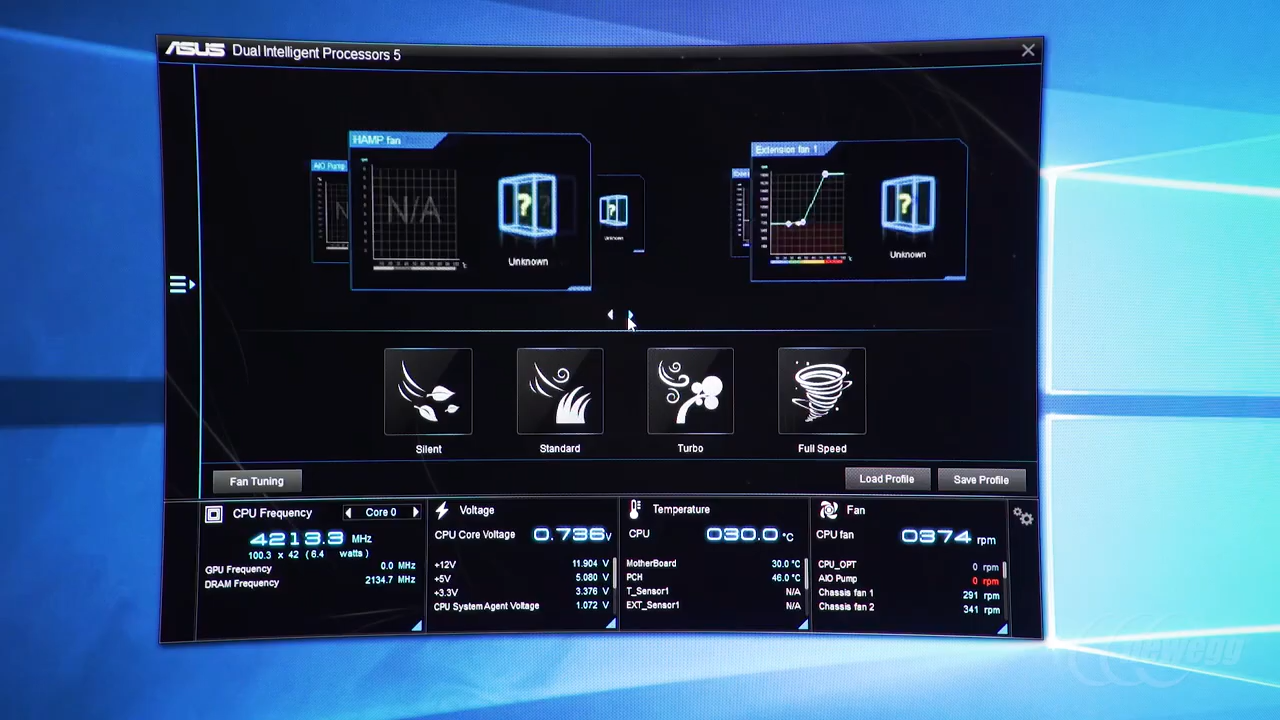 ASUS Dual Intelligent Processors 5
HAMP fan
Extension fan 1
AIO Pump
N/A
Unknown
Unknown
Unknown
Silent
Standard
Turbo
Full Speed
Fan Tuning
Load Profile
Save Profile
CPU Frequency
Core 0
4213.3 MHz
100.3 x 42 (6.4 watts)
GPU Frequency 0.0 MHz
DRAM Frequency 2134.7 MHz
Voltage
CPU Core Voltage 0.736V
+12V 11.904 V
+5V 5.080 V
+3.3V 3.376 V
CPU System Agent Voltage 1.072 V
Temperature
CPU 030.0 °C
MotherBoard 30.0 °C
PCH 46.0 °C
T_Sensor1 N/A
EXT_Sensor1 N/A
Fan
CPU fan 0374 rpm
CPU_OPT 0 rpm
AIO Pump 0 rpm
Chassis fan 1 291 rpm
Chassis fan 2 341 rpm
newegg